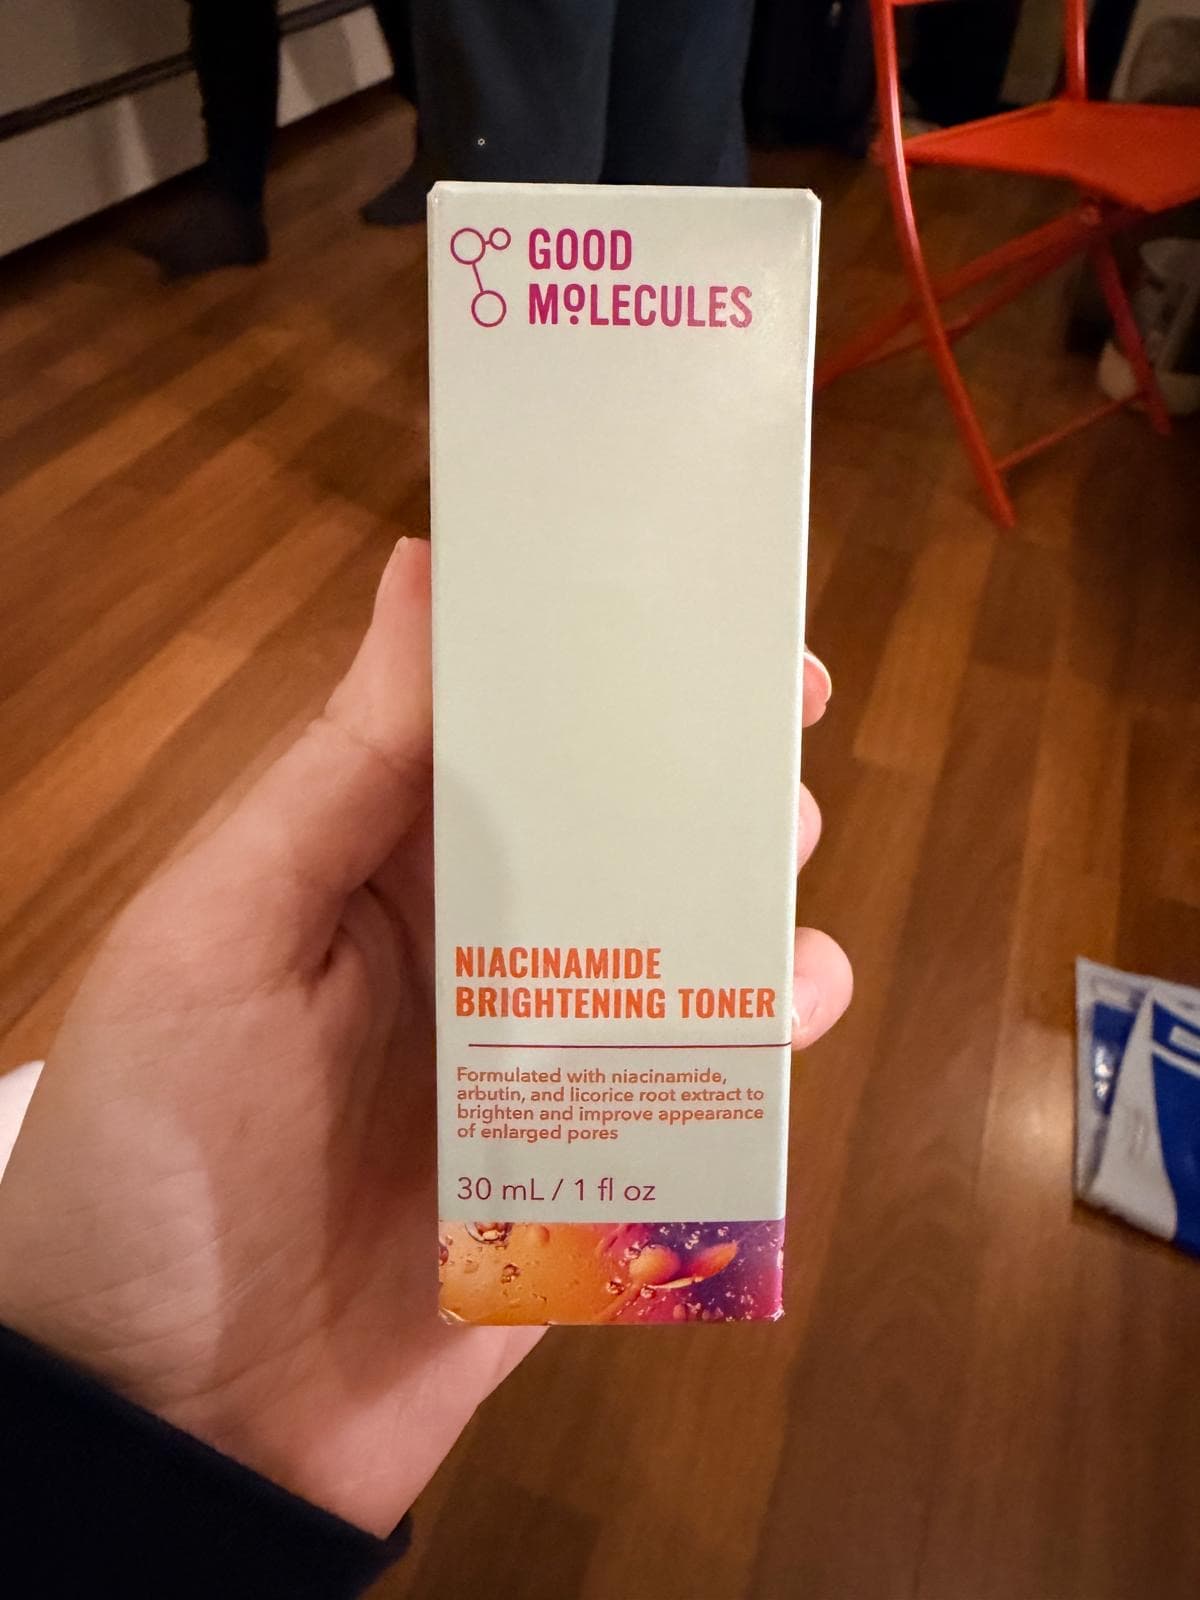 GOOD
MOLECULES
NIACINAMIDE
BRIGHTENING TONER
Formulated with niacinamide,
arbutin, and licorice root extract to
brighten and improve appearance
of enlarged pores
30 mL / 1 fl oz